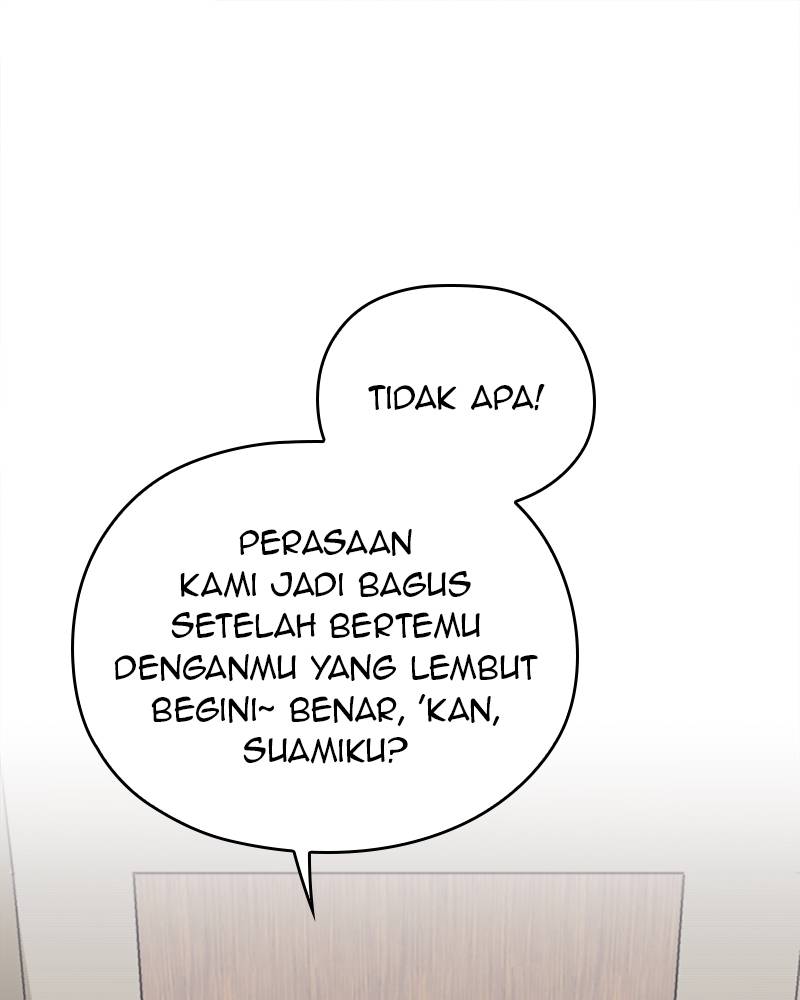 TIDAK APA!
PERASAAN
KAMI JADI BAGUS
SETELAH BERTEMU
DENGANMU YANG LEMBUT
BEGINI~ BENAR, 'KAN,
SUAMIKU?